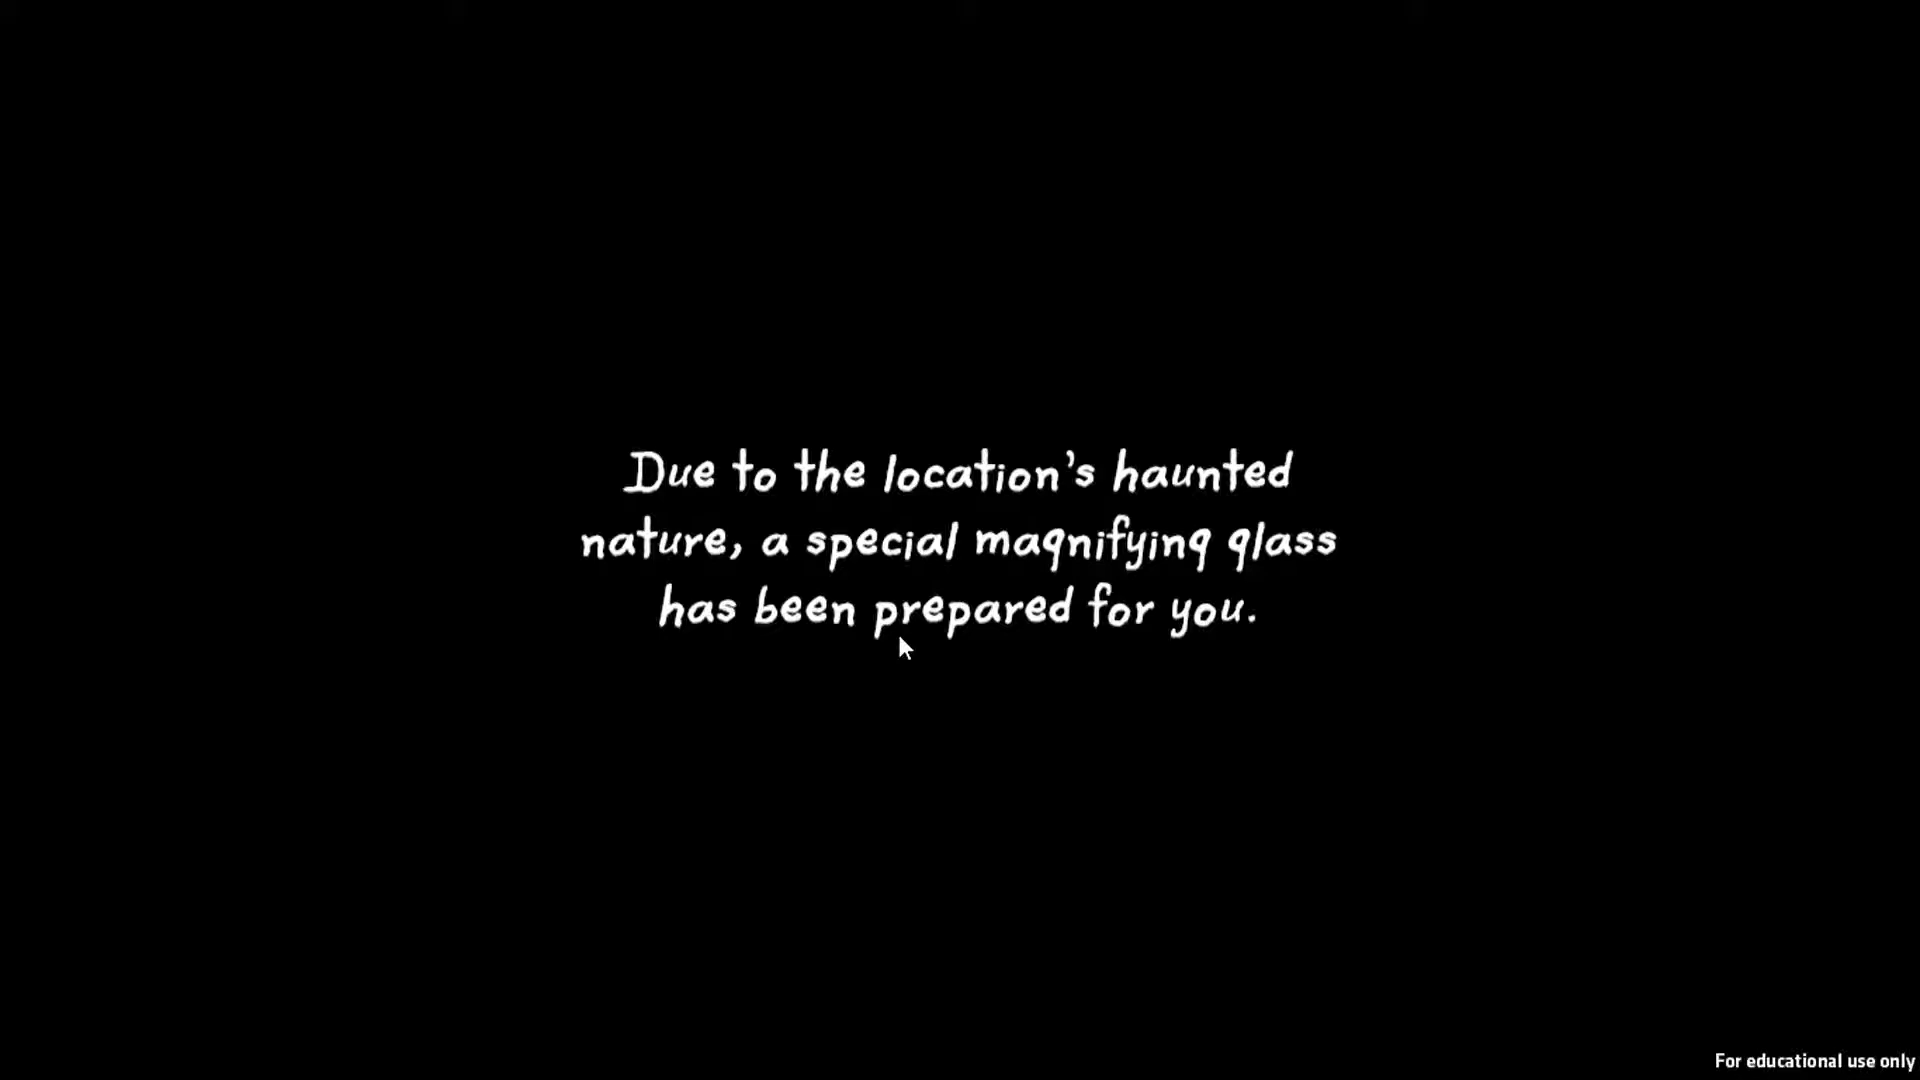 Due to the location's haunted
nature, a special magnifying glass
has been prepared for you.
For educational use only